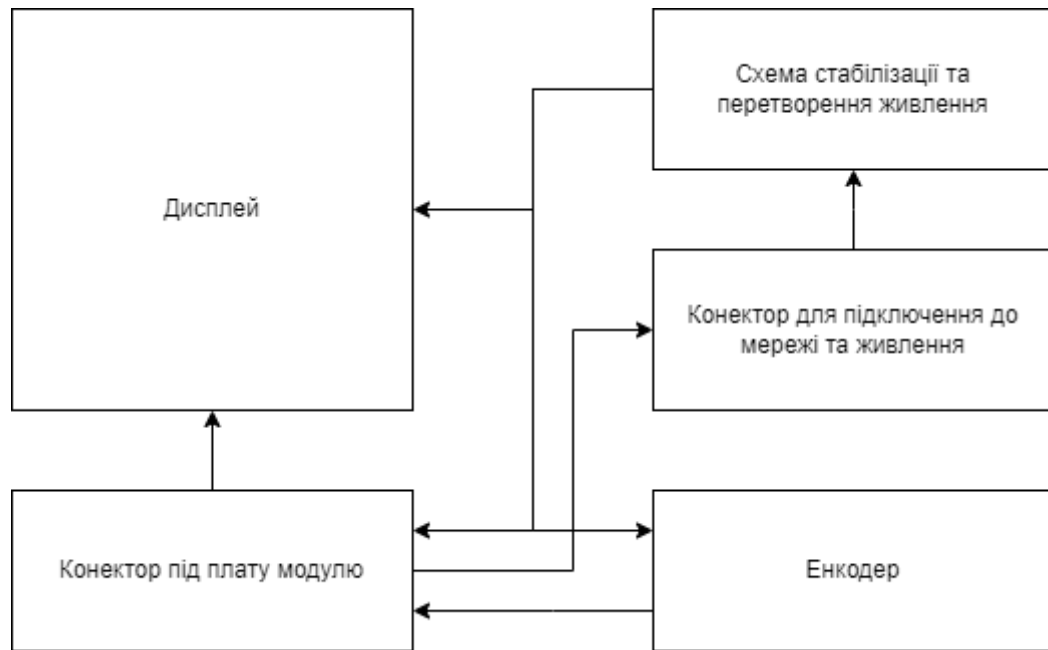 Дисплей
Схема стабілізації та
перетворення живлення
Конектор для підключення до
мережі та живлення
Конектор під плату модулю
Енкодер